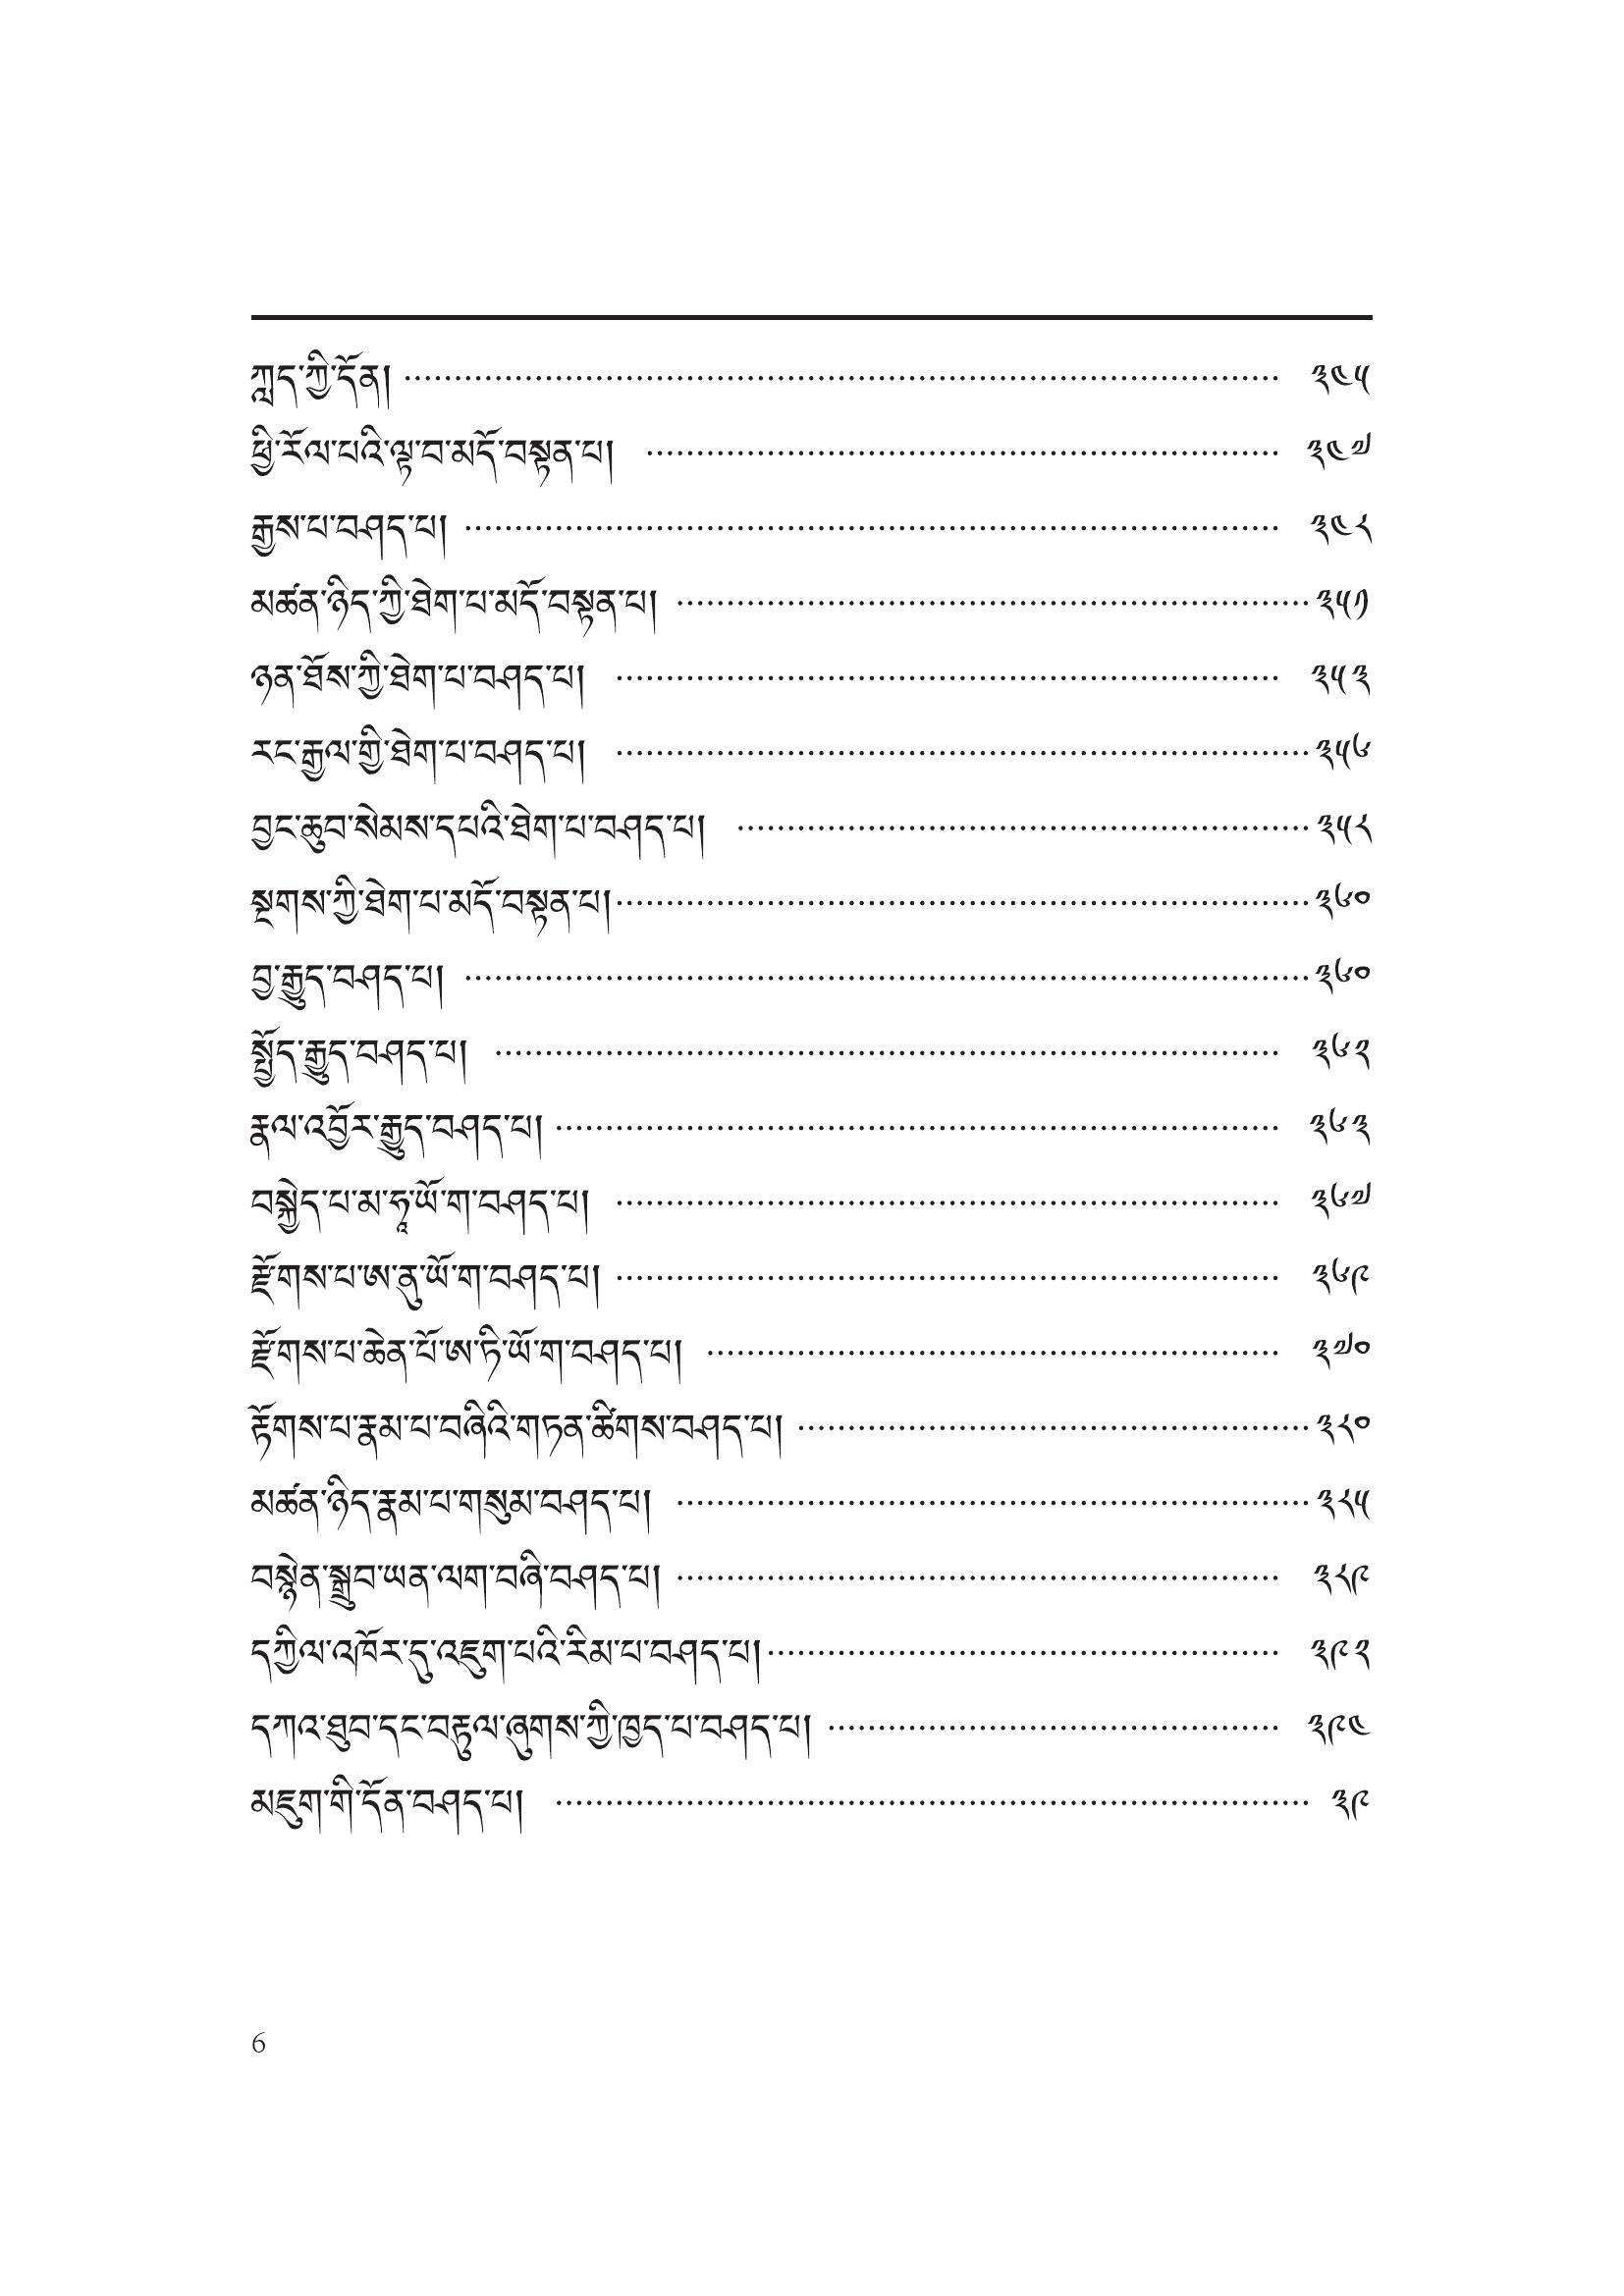 ཀླད་ཀྱི་དོན། ༣༤༥
ཕྱི་རོལ་པའི་ལྟ་བ་མདོ་བསྟན་པ། ༣༤༧
རྒྱས་པ་བཤད་པ། ༣༤༨
མཚན་ཉིད་ཀྱི་ཐེག་པ་མདོ་བསྟན་པ། ༣༥༡
ཉན་ཐོས་ཀྱི་ཐེག་པ་བཤད་པ། ༣༥༣
རང་རྒྱལ་གྱི་ཐེག་པ་བཤད་པ། ༣༥༦
བྱང་ཆུབ་སེམས་དཔའི་ཐེག་པ་བཤད་པ། ༣༥༨
སྔགས་ཀྱི་ཐེག་པ་མདོ་བསྟན་པ། ༣༦༠
བྱ་རྒྱུད་བཤད་པ། ༣༦༠
སྤྱོད་རྒྱུད་བཤད་པ། ༣༦༢
རྣལ་འབྱོར་རྒྱུད་བཤད་པ། ༣༦༣
བསྐྱེད་པ་མ་ཧཱ་ཡོ་ག་བཤད་པ། ༣༦༧
རྫོགས་པ་ཨ་ནུ་ཡོ་ག་བཤད་པ། ༣༦༩
རྫོགས་པ་ཆེན་པོ་ཨ་ཏི་ཡོ་ག་བཤད་པ། ༣༧༠
རྟོགས་པ་རྣམ་པ་བཞིའི་གཏན་ཚིགས་བཤད་པ། ༣༨༠
མཚན་ཉིད་རྣམ་པ་གསུམ་བཤད་པ། ༣༨༥
བསྙེན་སྒྲུབ་ཡན་ལག་བཞི་བཤད་པ། ༣༨༩
དཀྱིལ་འཁོར་དུ་འཇུག་པའི་རིམ་པ་བཤད་པ། ༣༩༢
དཀའ་ཐུབ་དང་བརྟུལ་ཞུགས་ཀྱི་ཁྱད་པ་བཤད་པ། ༣༩༤
མཇུག་གི་དོན་བཤད་པ། ༣༩
6